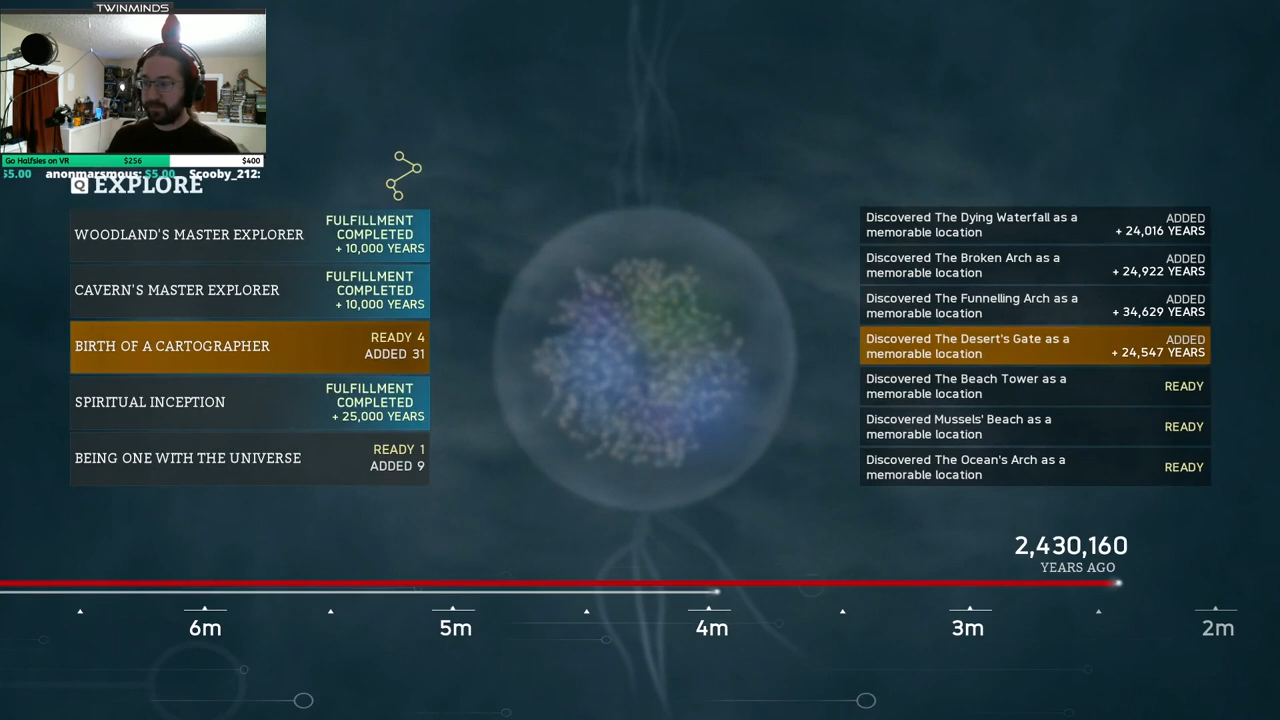 TWINMINDS
Go Halfsies on VR $256 $400
$5.00 anonmarsmous: $5.00 Scooby_212:
EXPLORE
WOODLAND'S MASTER EXPLORER
FULFILLMENT
COMPLETED
+ 10,000 YEARS
CAVERN'S MASTER EXPLORER
FULFILLMENT
COMPLETED
+ 10,000 YEARS
BIRTH OF A CARTOGRAPHER
READY 4
ADDED 31
SPIRITUAL INCEPTION
FULFILLMENT
COMPLETED
+ 25,000 YEARS
BEING ONE WITH THE UNIVERSE
READY 1
ADDED 9
Discovered The Dying Waterfall as a
memorable location
ADDED
+ 24,016 YEARS
Discovered The Broken Arch as a
memorable location
ADDED
+ 24,922 YEARS
Discovered The Funnelling Arch as a
memorable location
ADDED
+ 34,629 YEARS
Discovered The Desert's Gate as a
memorable location
ADDED
+ 24,547 YEARS
Discovered The Beach Tower as a
memorable location
READY
Discovered Mussels' Beach as a
memorable location
READY
Discovered The Ocean's Arch as a
memorable location
READY
2,430,160
YEARS AGO
6m 5m 4m 3m 2m